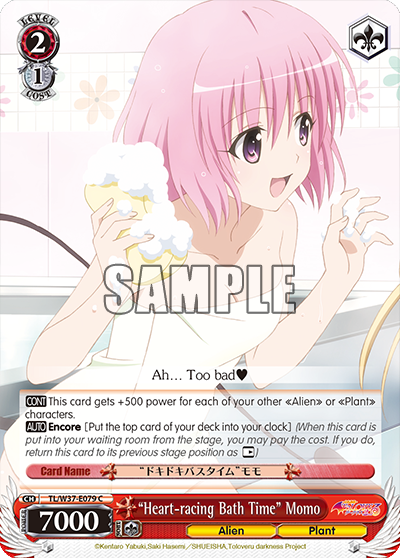 LEVEL
2
1
COST
SAMPLE
Ah... Too bad♥
CONT This card gets +500 power for each of your other «Alien» or «Plant»
characters.
AUTO Encore [Put the top card of your deck into your clock] (When this card is
put into your waiting room from the stage, you may pay the cost. If you do,
return this card to its previous stage position as )
Card Name
“ドキドキバスタイム”モモ
CH
TL/W37-E079 C
POWER
7000
“Heart-racing Bath Time” Momo
Alien
Plant
©Kentaro Yabuki,Saki Hasemi／SHUEISHA,Toloveru darkness Project